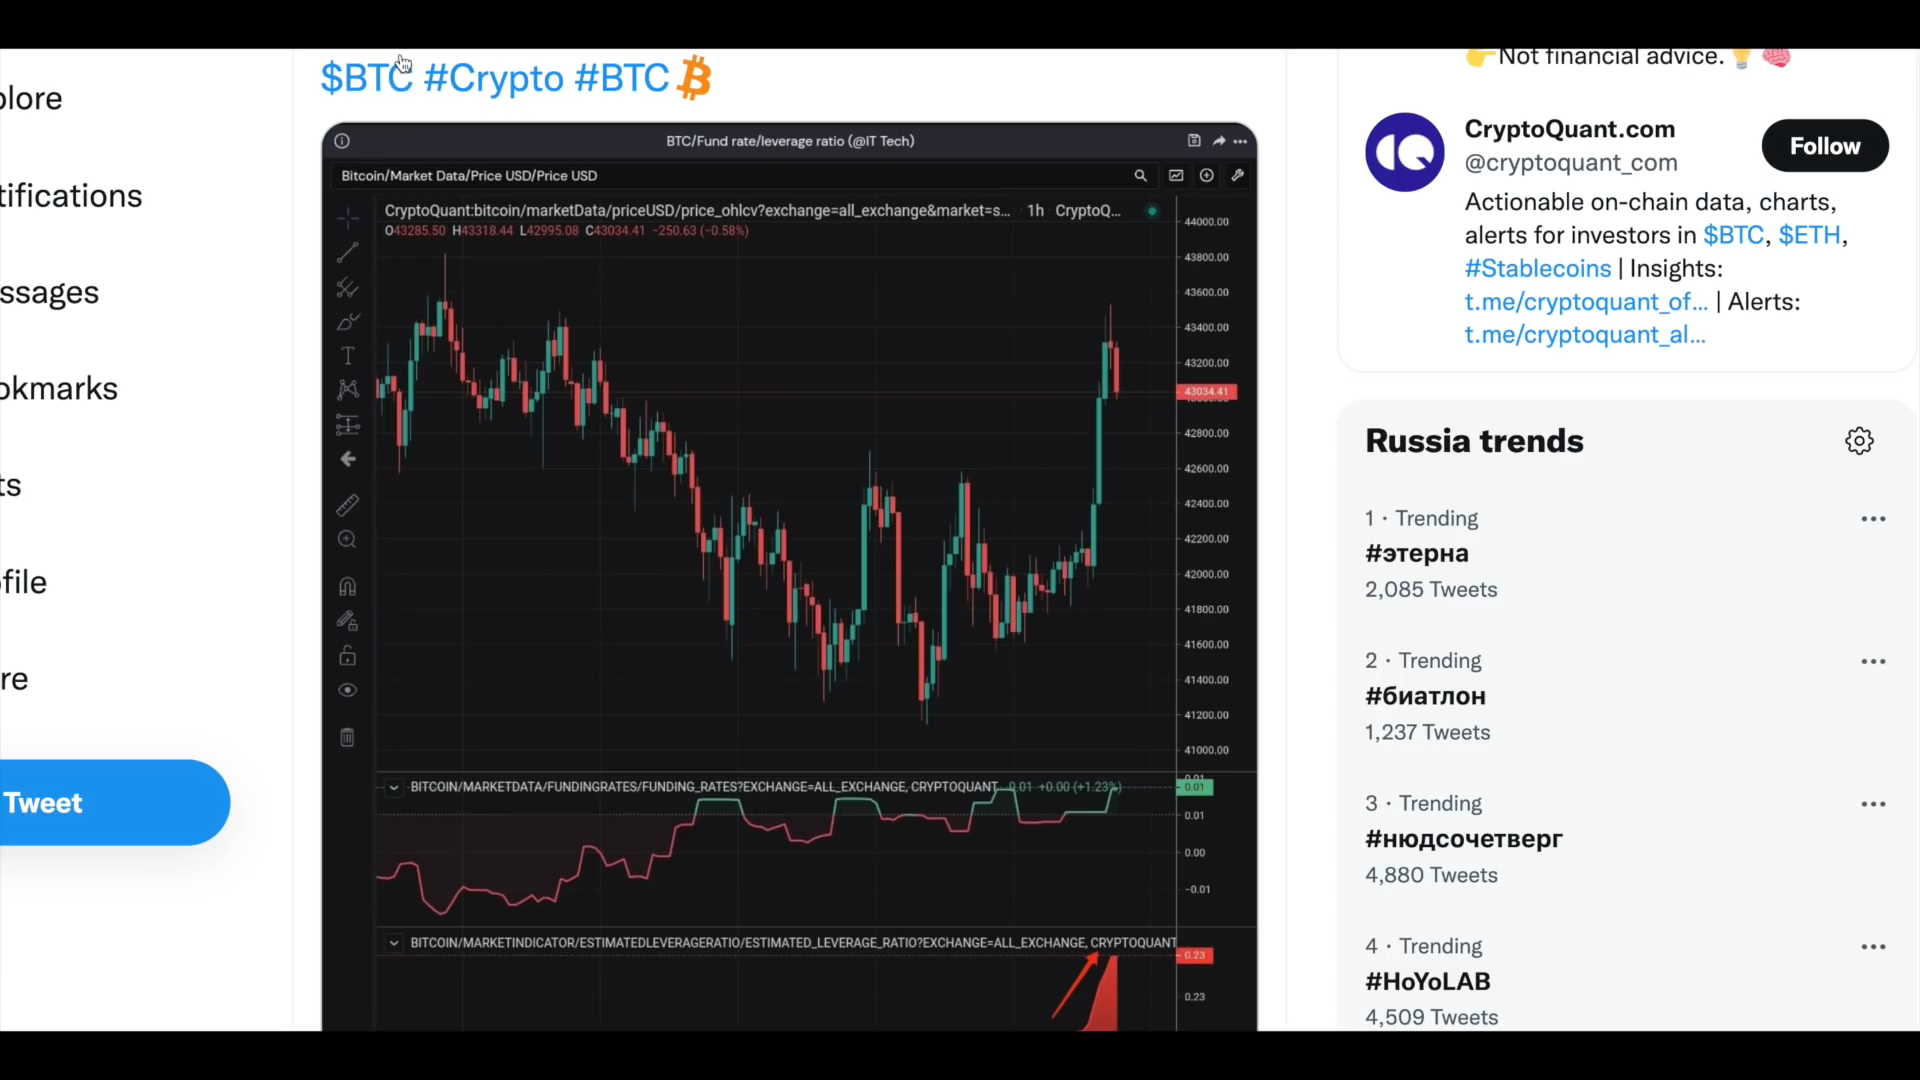 plore
tifications
ssages
okmarks
ts
ofile
re
Tweet
$BTC #Crypto #BTC
BTC/Fund rate/leverage ratio (@IT Tech)
Bitcoin/Market Data/Price USD/Price USD
CryptoQuant:bitcoin/marketData/priceUSD/price_ohlcv?exchange=all_exchange&market=s... · 1h CryptoQ...
O43285.50 H43318.44 L42995.08 C43034.41 −250.63 (−0.58%)
44000.00
43800.00
43600.00
43400.00
43200.00
43034.41
42800.00
42600.00
42400.00
42200.00
42000.00
41800.00
41600.00
41400.00
41200.00
41000.00
BITCOIN/MARKETDATA/FUNDINGRATES/FUNDING_RATES?EXCHANGE=ALL_EXCHANGE, CRYPTOQUANT 0.01 +0.00 (+1.23%)
0.01
0.01
0.00
−0.01
BITCOIN/MARKETINDICATOR/ESTIMATEDLEVERAGERATIO/ESTIMATED_LEVERAGE_RATIO?EXCHANGE=ALL_EXCHANGE, CRYPTOQUANT
0.23
0.23
Not financial advice.
CryptoQuant.com
@cryptoquant_com
Follow
Actionable on-chain data, charts,
alerts for investors in $BTC, $ETH,
#Stablecoins | Insights:
t.me/cryptoquant_of... | Alerts:
t.me/cryptoquant_al...
Russia trends
1 · Trending
#этерна
2,085 Tweets
2 · Trending
#биатлон
1,237 Tweets
3 · Trending
#нюдсочетверг
4,880 Tweets
4 · Trending
#HoYoLAB
4,509 Tweets